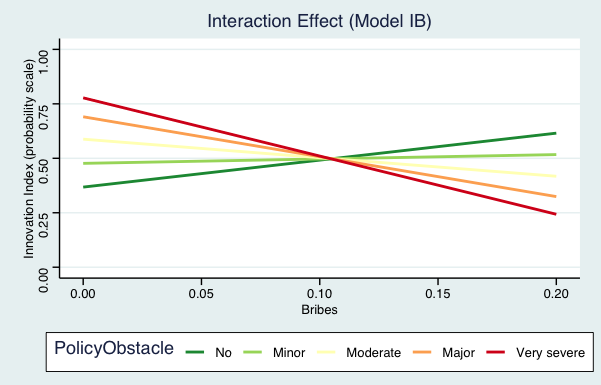 Interaction Effect (Model IB)
Innovation Index (probability scale)
1.00
0.75
0.50
0.25
0.00
0.00 0.05 0.10 0.15 0.20
Bribes
PolicyObstacle No Minor Moderate Major Very severe